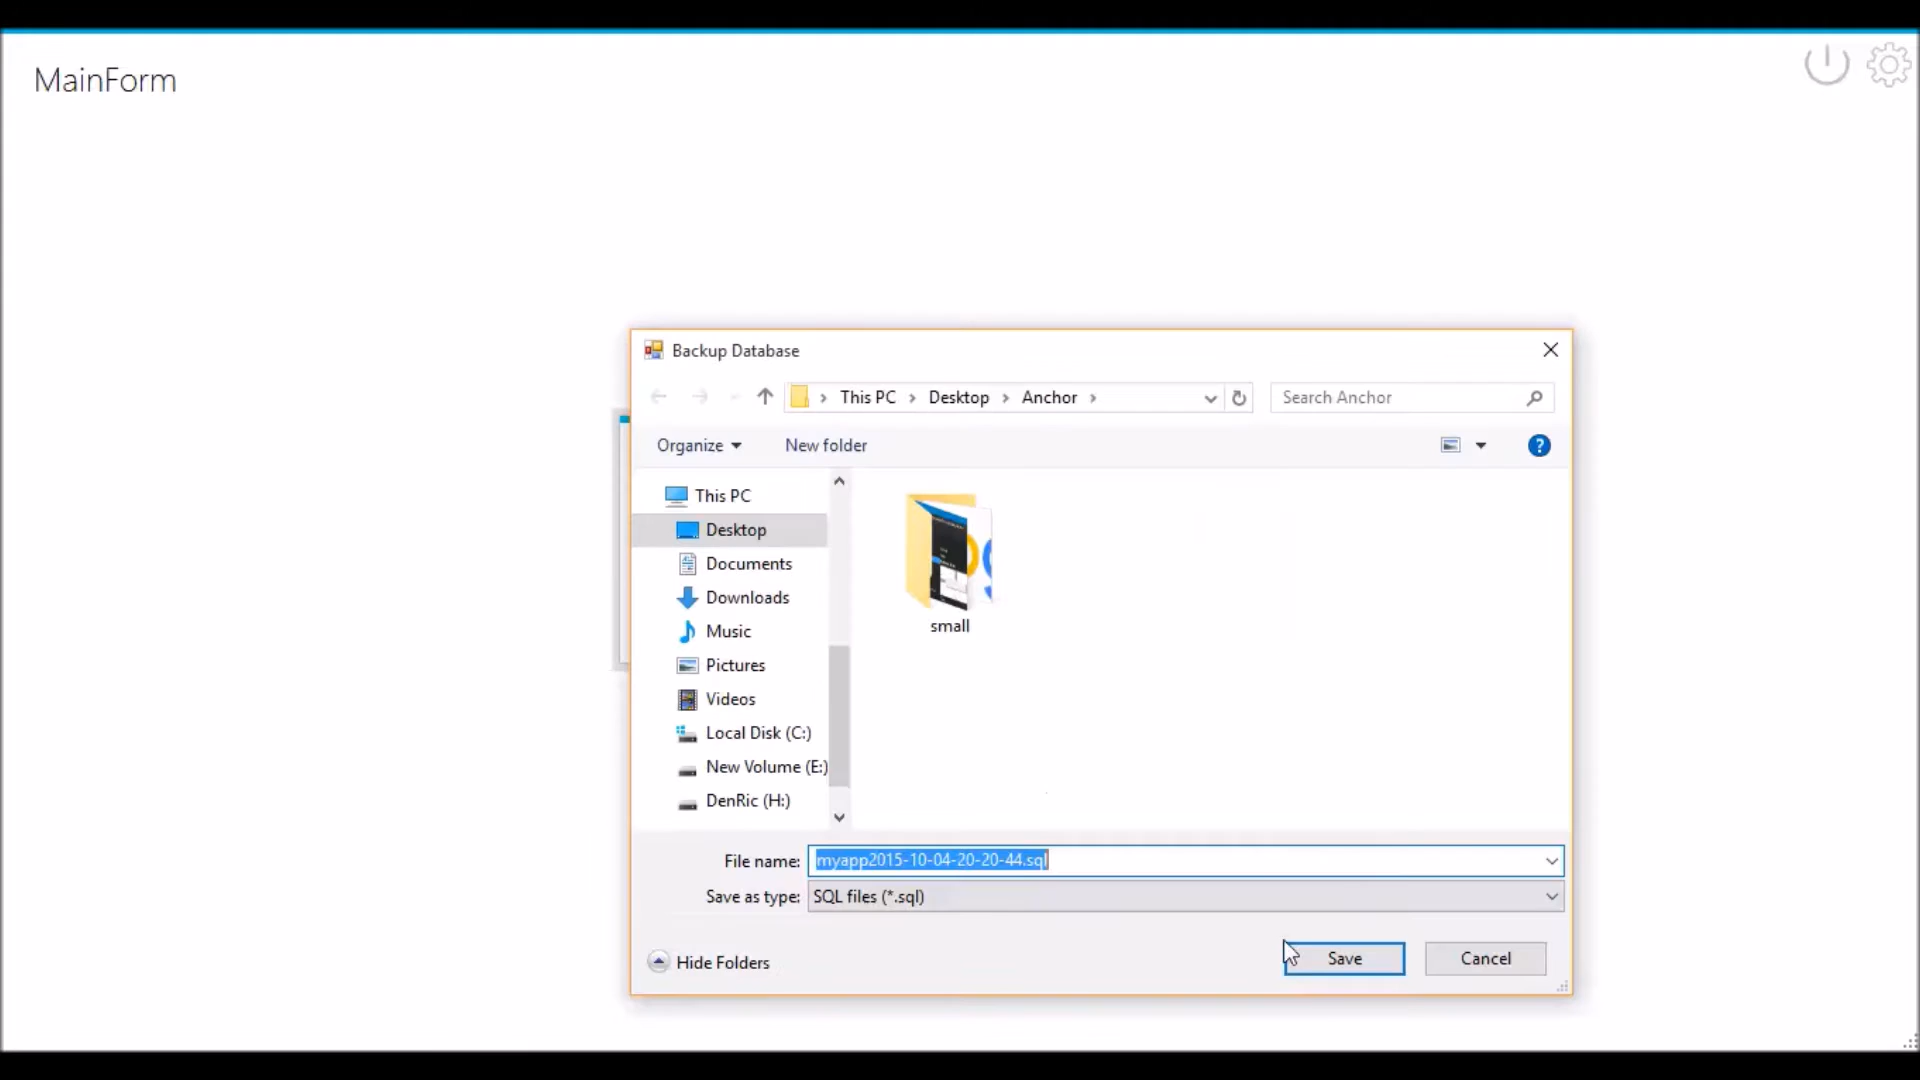 MainForm
Backup Database
This PC > Desktop > Anchor >
Search Anchor
Organize
New folder
?
This PC
Desktop
Documents
Downloads
Music
Pictures
Videos
Local Disk (C:)
New Volume (E:)
DenRic (H:)
small
File name: myapp2015-10-04-20-20-44.sql
Save as type: SQL files (*.sql)
Hide Folders
Save
Cancel